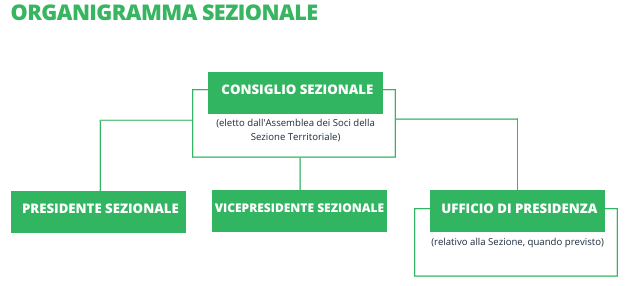 ORGANIGRAMMA SEZIONALE
CONSIGLIO SEZIONALE
(eletto dall'Assemblea dei Soci della
Sezione Territoriale)
PRESIDENTE SEZIONALE
VICEPRESIDENTE SEZIONALE
UFFICIO DI PRESIDENZA
(relativo alla Sezione, quando previsto)